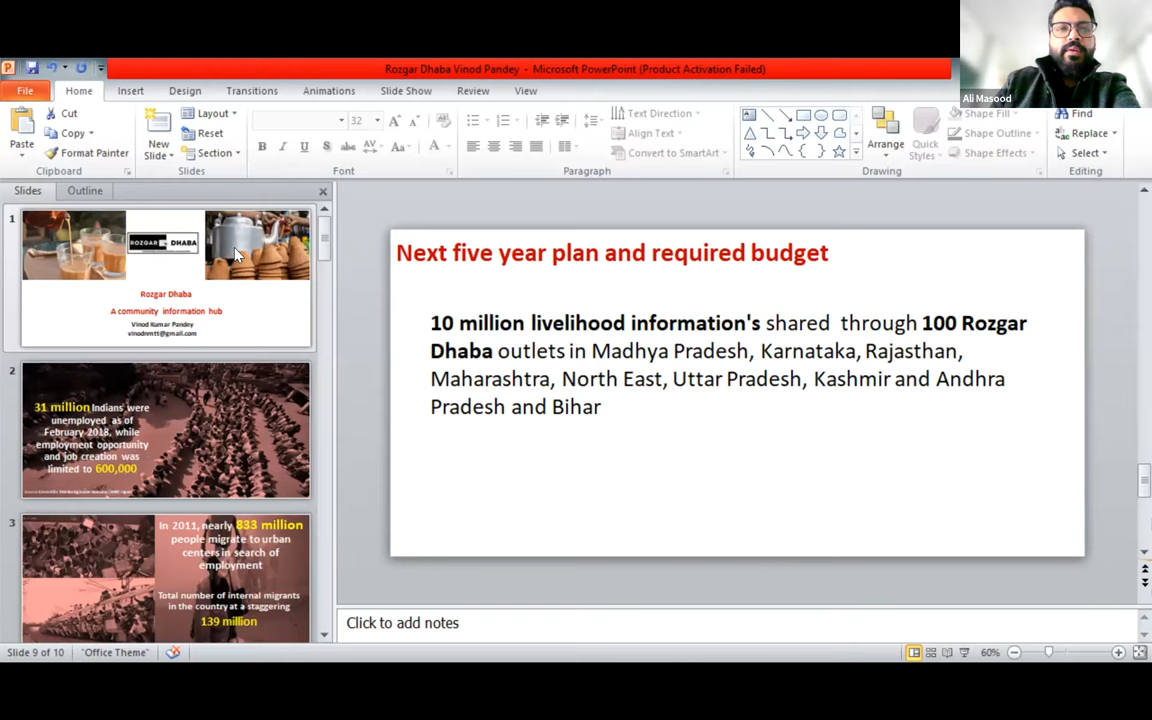 Rozgar Dhaba Vinod Pandey - Microsoft PowerPoint (Product Activation Failed)
Ali Masood
File Home Insert Design Transitions Animations Slide Show Review View
Paste
Cut
Copy
Format Painter
Clipboard
New
Slide
Layout
Reset
Section
Slides
32
Font
Text Direction
Align Text
Convert to SmartArt
Paragraph
Arrange
Quick
Styles
Shape Fill
Shape Outline
Shape Effects
Drawing
Find
Replace
Select
Editing
Slides Outline
1
ROZGAR DHABA
Rozgar Dhaba
A community information hub
Vinod Kumar Pandey
vinodnmtt@gmail.com
2
31 million Indians were
unemployed as of
February 2018, while
employment opportunity
and job creation was
limited to 600,000
3
In 2011, nearly 833 million
people migrate to urban
centers in search of
employment
Total number of internal migrants
in the country at a staggering
139 million
Next five year plan and required budget
10 million livelihood information's shared through 100 Rozgar
Dhaba outlets in Madhya Pradesh, Karnataka, Rajasthan,
Maharashtra, North East, Uttar Pradesh, Kashmir and Andhra
Pradesh and Bihar
Click to add notes
Slide 9 of 10 "Office Theme" 60%